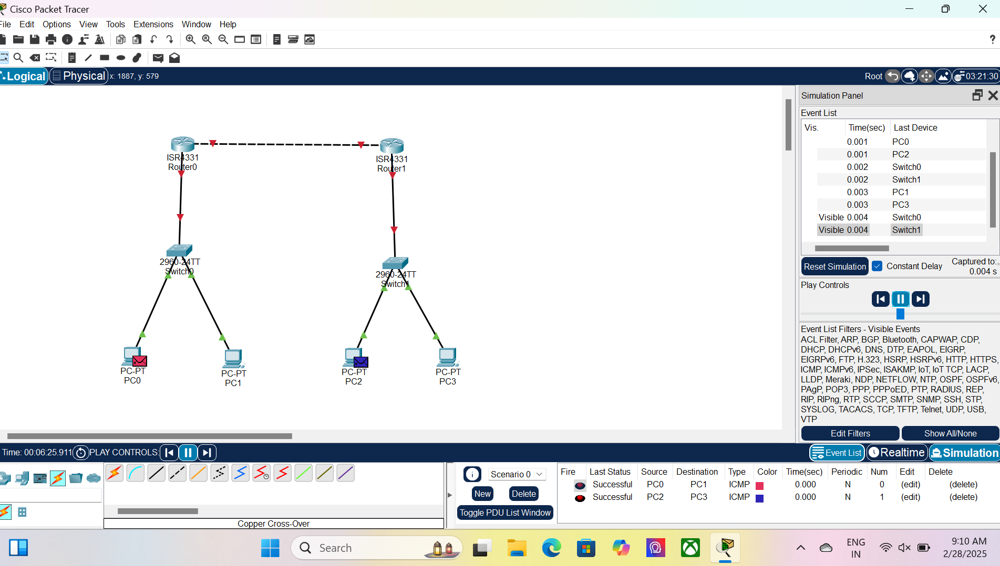 Cisco Packet Tracer
File Edit Options View Tools Extensions Window Help
?
Logical Physical x: 1887, y: 579 Root 03:21:30
ISR4331
Router0
ISR4331
Router1
2960-24TT
Switch0
2960-24TT
Switch1
PC-PT
PC0
PC-PT
PC1
PC-PT
PC2
PC-PT
PC3
Simulation Panel
Event List
Vis. Time(sec) Last Device
0.001 PC0
0.001 PC2
0.002 Switch0
0.002 Switch1
0.003 PC1
0.003 PC3
Visible 0.004 Switch0
Visible 0.004 Switch1
Reset Simulation Constant Delay Captured to:
0.004 s
Play Controls
Event List Filters - Visible Events
ACL Filter, ARP, BGP, Bluetooth, CAPWAP, CDP,
DHCP, DHCPv6, DNS, DTP, EAPOL, EIGRP,
EIGRPv6, FTP, H.323, HSRP, HSRPv6, HTTP, HTTPS,
ICMP, ICMPv6, IPSec, ISAKMP, IoT, IoT TCP, LACP,
LLDP, Meraki, NDP, NETFLOW, NTP, OSPF, OSPFv6,
PAgP, POP3, PPP, PPPoED, PTP, RADIUS, REP,
RIP, RIPng, RTP, SCCP, SMTP, SNMP, SSH, STP,
SYSLOG, TACACS, TCP, TFTP, Telnet, UDP, USB,
VTP
Edit Filters Show All/None
Time: 00:06:25.911 PLAY CONTROLS:
Event List Realtime Simulation
Scenario 0
New Delete
Toggle PDU List Window
Fire Last Status Source Destination Type Color Time(sec) Periodic Num Edit Delete
Successful PC0 PC1 ICMP 0.000 N 0 (edit) (delete)
Successful PC2 PC3 ICMP 0.000 N 1 (edit) (delete)
Copper Cross-Over
Search
ENG
IN
9:10 AM
2/28/2025